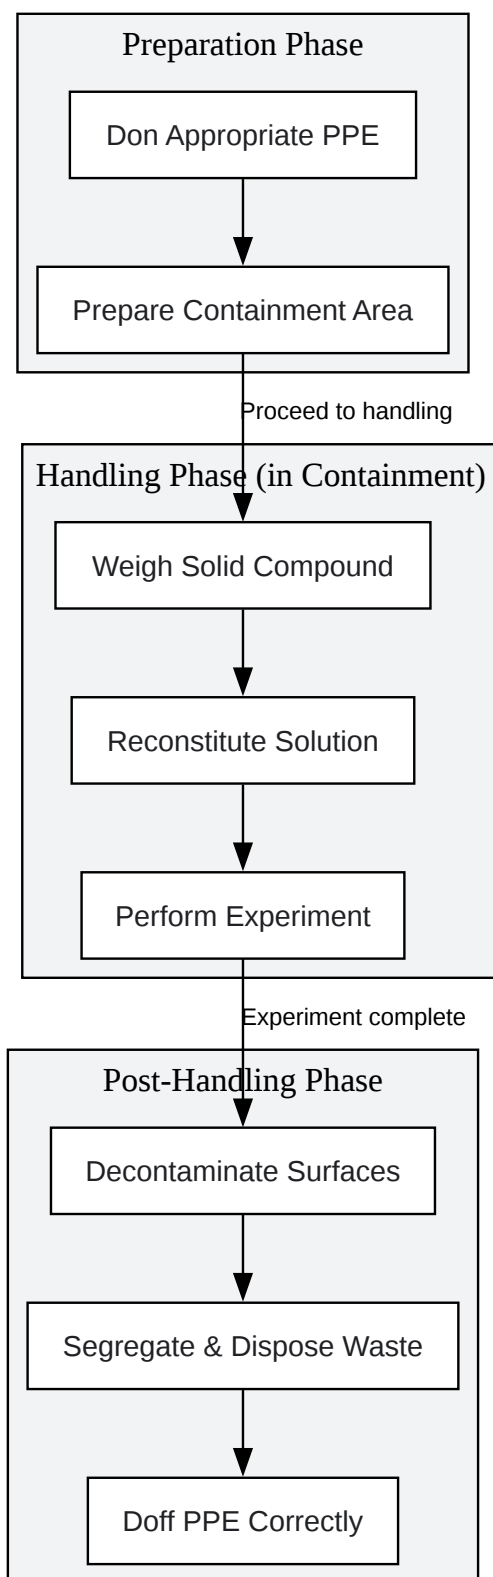 Preparation Phase
Don Appropriate PPE
Prepare Containment Area
Proceed to handling
Handling Phase (in Containment)
Weigh Solid Compound
Reconstitute Solution
Perform Experiment
Experiment complete
Post-Handling Phase
Decontaminate Surfaces
Segregate & Dispose Waste
Doff PPE Correctly